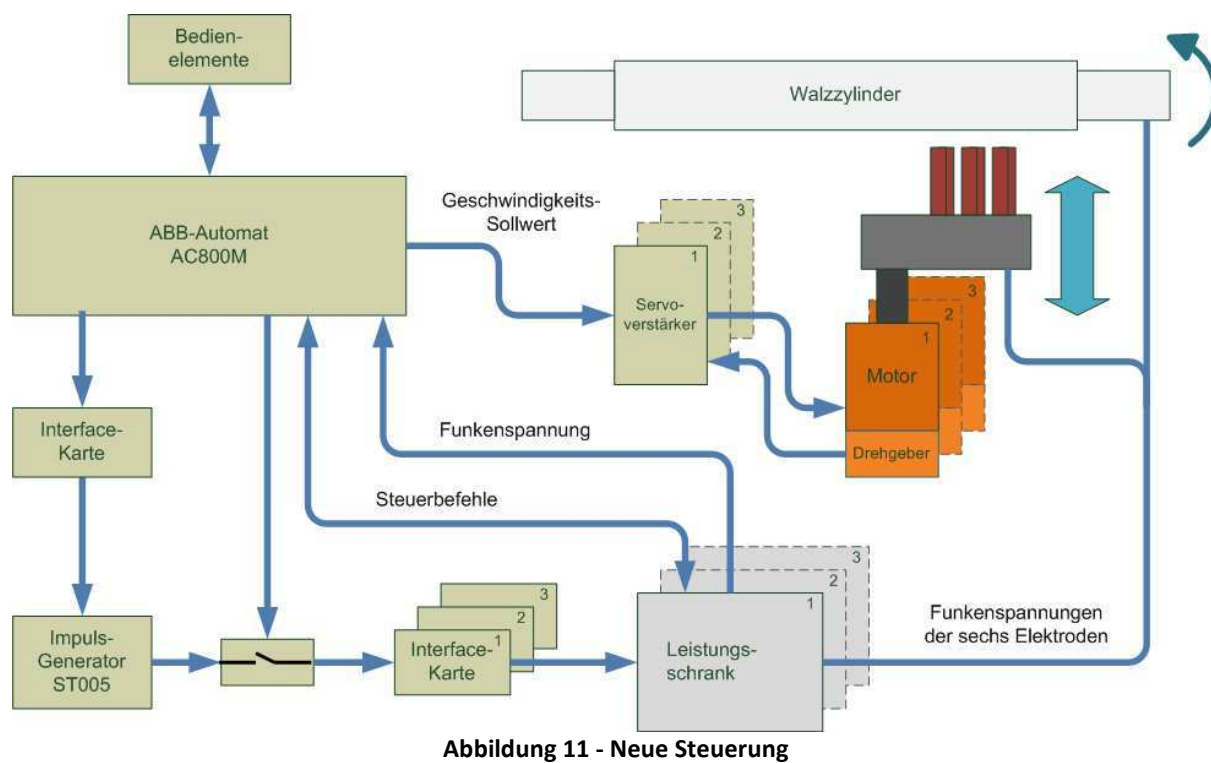 Bedien-
elemente
Walzzylinder
ABB-Automat
AC800M
Geschwindigkeits-
Sollwert
3
2
1
Servo-
verstärker
3
2
1
Motor
Drehgeber
Interface-
Karte
Funkenspannung
Steuerbefehle
Impuls-
Generator
ST005
3
2
1
Interface-
Karte
3
2
1
Leistungs-
schrank
Funkenspannungen
der sechs Elektroden
Abbildung 11 - Neue Steuerung